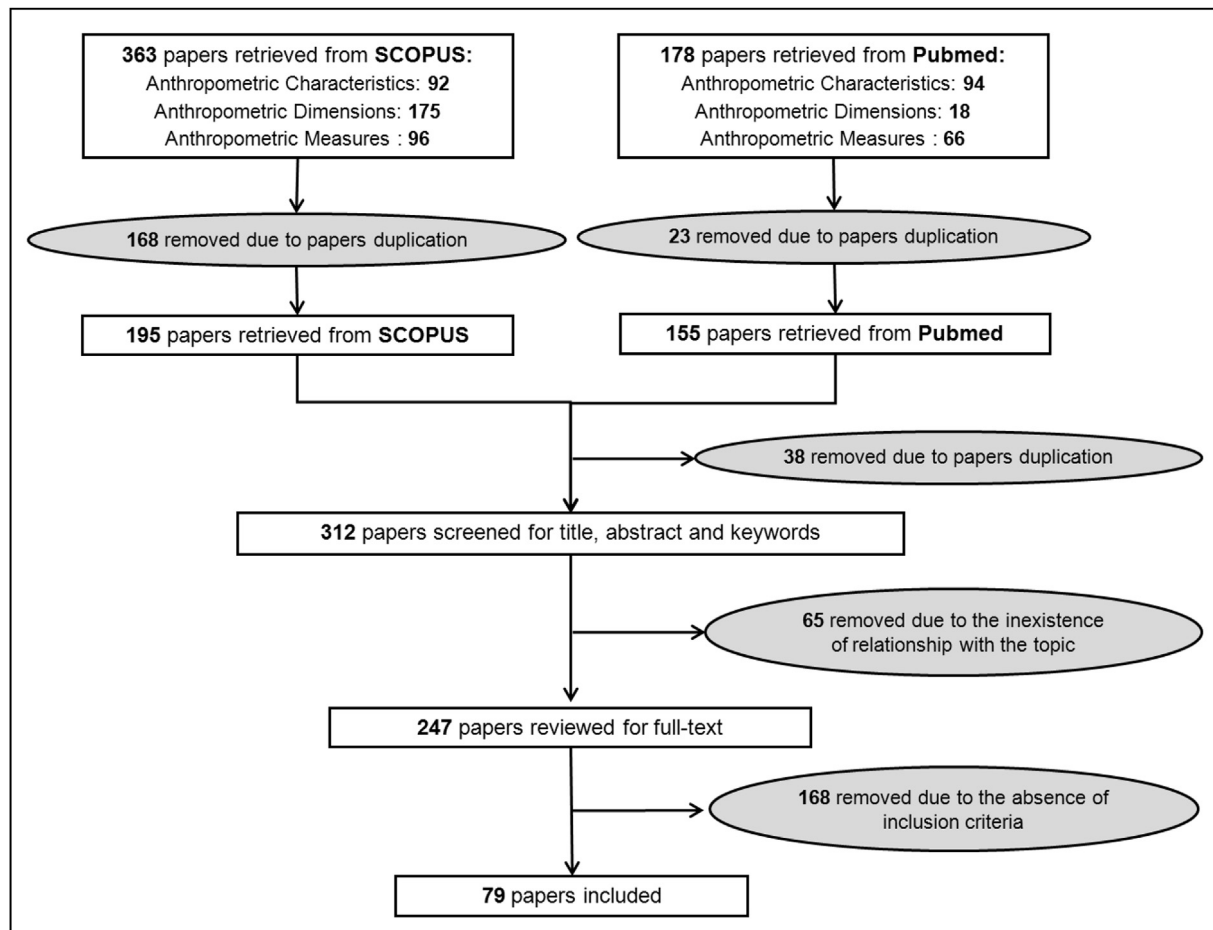 363 papers retrieved from SCOPUS:
Anthropometric Characteristics: 92
Anthropometric Dimensions: 175
Anthropometric Measures : 96
178 papers retrieved from Pubmed:
Anthropometric Characteristics: 94
Anthropometric Dimensions: 18
Anthropometric Measures : 66
168 removed due to papers duplication
23 removed due to papers duplication
195 papers retrieved from SCOPUS
155 papers retrieved from Pubmed
38 removed due to papers duplication
312 papers screened for title, abstract and keywords
65 removed due to the inexistence
of relationship with the topic
247 papers reviewed for full-text
168 removed due to the absence of
inclusion criteria
79 papers included